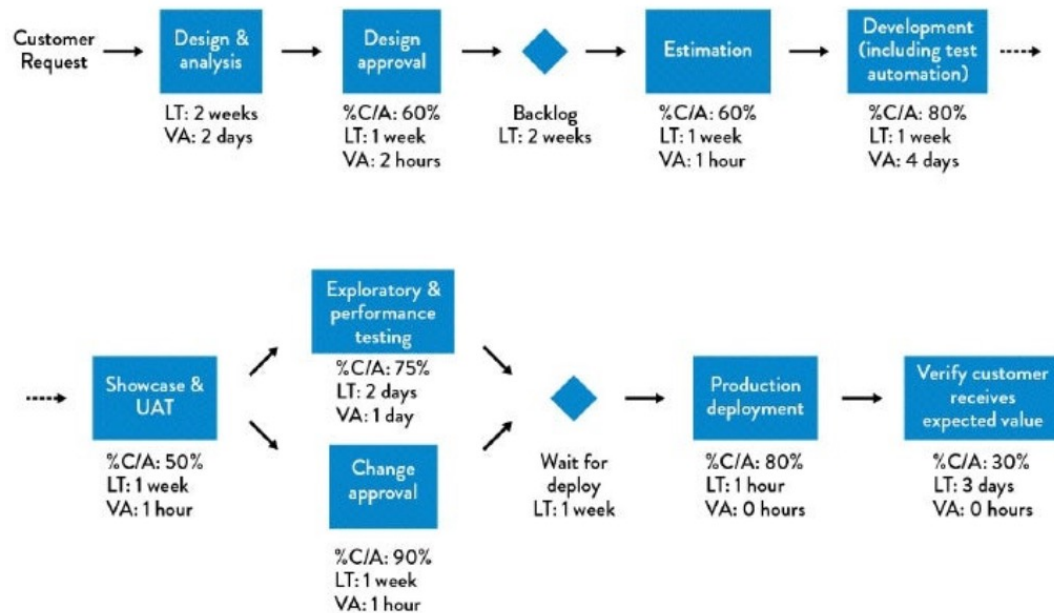 Customer
Request
Design &
analysis
LT: 2 weeks
VA: 2 days
Design
approval
%C/A: 60%
LT: 1 week
VA: 2 hours
Backlog
LT: 2 weeks
Estimation
%C/A: 60%
LT: 1 week
VA: 1 hour
Development
(including test
automation)
%C/A: 80%
LT: 1 week
VA: 4 days
Showcase &
UAT
%C/A: 50%
LT: 1 week
VA: 1 hour
Exploratory &
performance
testing
%C/A: 75%
LT: 2 days
VA: 1 day
Change
approval
%C/A: 90%
LT: 1 week
VA: 1 hour
Wait for
deploy
LT: 1 week
Production
deployment
%C/A: 80%
LT: 1 hour
VA: 0 hours
Verify customer
receives
expected value
%C/A: 30%
LT: 3 days
VA: 0 hours